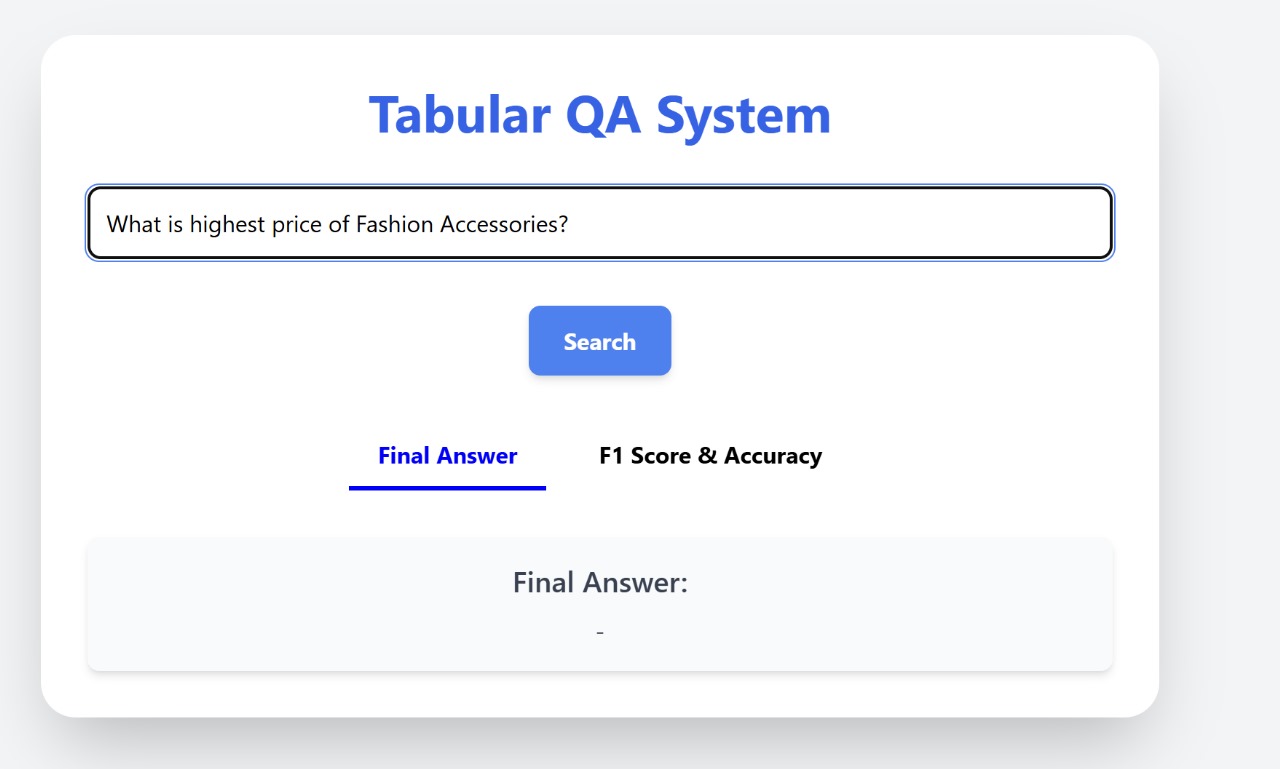 Tabular QA System
What is highest price of Fashion Accessories?
Search
Final Answer F1 Score & Accuracy
Final Answer:
-